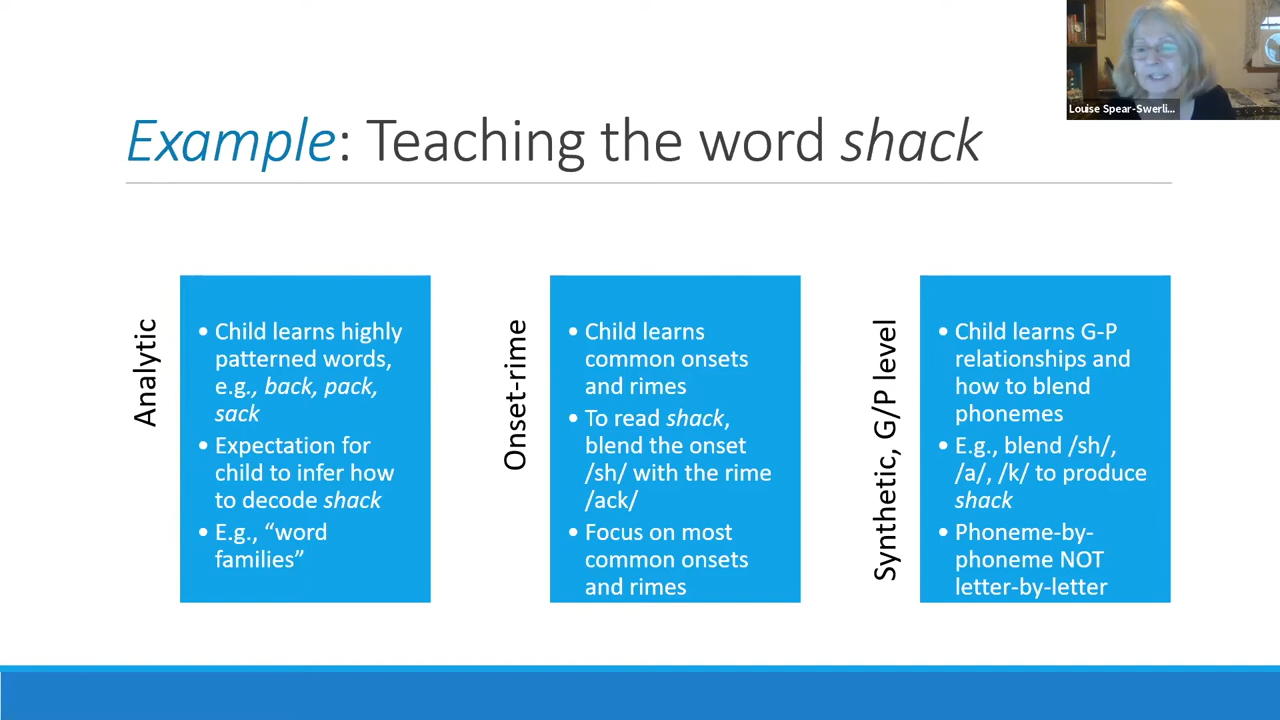 Louise Spear-Swerli...
Example: Teaching the word shack
Analytic
• Child learns highly
patterned words,
e.g., back, pack,
sack
• Expectation for
child to infer how
to decode shack
• E.g., “word
families”
Onset-rime
• Child learns
common onsets
and rimes
• To read shack,
blend the onset
/sh/ with the rime
/ack/
• Focus on most
common onsets
and rimes
Synthetic, G/P level
• Child learns G-P
relationships and
how to blend
phonemes
• E.g., blend /sh/,
/a/, /k/ to produce
shack
• Phoneme-by-
phoneme NOT
letter-by-letter